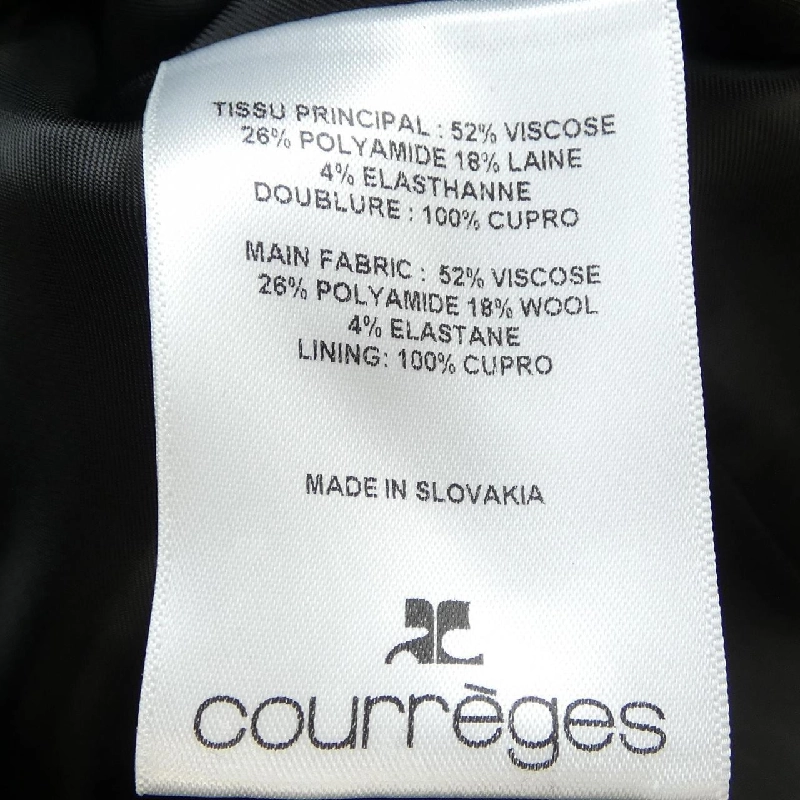 TISSU PRINCIPAL : 52% VISCOSE
26% POLYAMIDE 18% LAINE
4% ELASTHANNE
DOUBLURE : 100% CUPRO
MAIN FABRIC : 52% VISCOSE
26% POLYAMIDE 18% WOOL
4% ELASTANE
LINING: 100% CUPRO
MADE IN SLOVAKIA
AC
courrèges